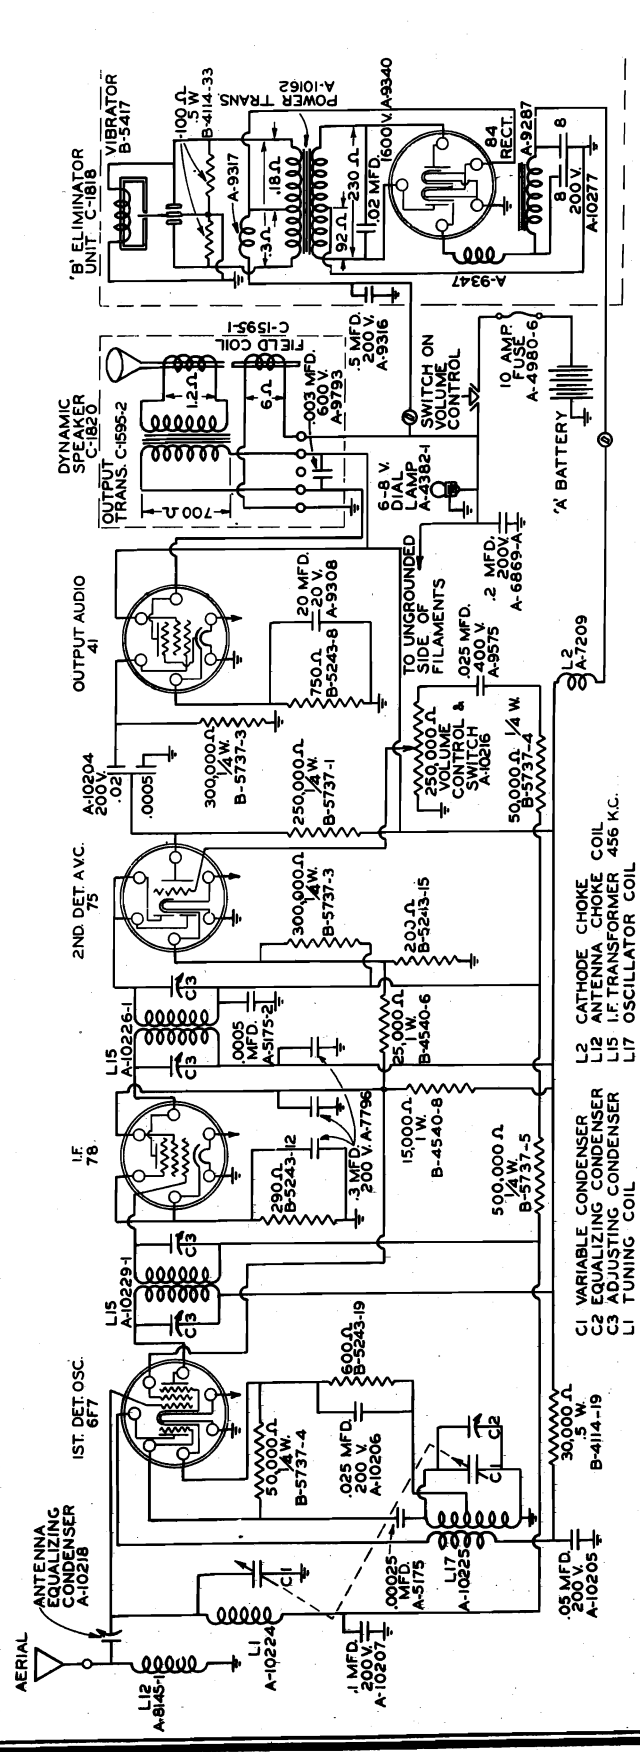 AERIAL
ANTENNA
EQUALIZING
CONDENSER
A-10218
L12
A-8145-1
L1
A-10224
C1
.1 MFD.
200 V.
A-10207
1ST. DET. OSC.
6F7
50,000 Ω
1/4 W.
B-5737-4
.025 MFD.
200 V.
A-10206
600 Ω
B-5243-19
.00025
MFD.
A-5175
L17
A-10225
C1
C2
.05 MFD.
200 V.
A-10205
30,000 Ω
.5 W.
B-4114-19
L15
A-10229-1
C3
C3
I.F.
78
290 Ω
B-5243-12
.3 MFD.
200 V. A-7796
15,000 Ω
1 W.
B-4540-8
500,000 Ω
1/4 W.
B-5737-5
L15
A-10226-1
C3
C3
.0005
MFD.
A-5175-2
25,000 Ω
1 W.
B-4540-6
2ND. DET. A.V.C.
75
300,000 Ω
1/4 W.
B-5737-3
200 Ω
B-5243-15
A-10204
200 V.
.02
.0005
300,000 Ω
1/4 W.
B-5737-3
250,000 Ω
1/4 W.
B-5737-1
OUTPUT AUDIO
41
750 Ω
B-5243-8
20 MFD.
20 V.
A-9308
TO UNGROUNDED
SIDE OF
FILAMENTS
250,000 Ω
VOLUME
CONTROL &
SWITCH
A-10216
.025 MFD.
400 V.
A-9575
50,000 Ω 1/4 W.
B-5737-4
L2
A-7209
.2 MFD.
200 V.
A-6869-A
6-8 V.
DIAL
LAMP
A-4382-1
SWITCH ON
VOLUME
CONTROL
10 AMP.
FUSE
A-4980-6
'A' BATTERY
DYNAMIC
SPEAKER
C-1820
OUTPUT
TRANS. C-1595-2
700 Ω
1.2 Ω
FIELD COIL
C-1595-1
6 Ω
.003 MFD.
600 V.
A-9793
'B' ELIMINATOR
UNIT C-1818
VIBRATOR
B-5417
100 Ω
.5 W.
B-4114-33
A-9317
POWER TRANS.
A-10162
.3 Ω
.18 Ω
92 Ω
230 Ω
.02 MFD.
1600 V. A-9340
.5 MFD.
200 V.
A-9316
84
RECT.
A-9347
A-9287
8
8
200 V.
A-10277
C1 VARIABLE CONDENSER
C2 EQUALIZING CONDENSER
C3 ADJUSTING CONDENSER
L1 TUNING COIL
L2 CATHODE CHOKE
L12 ANTENNA CHOKE COIL
L15 I.F. TRANSFORMER 456 K.C.
L17 OSCILLATOR COIL